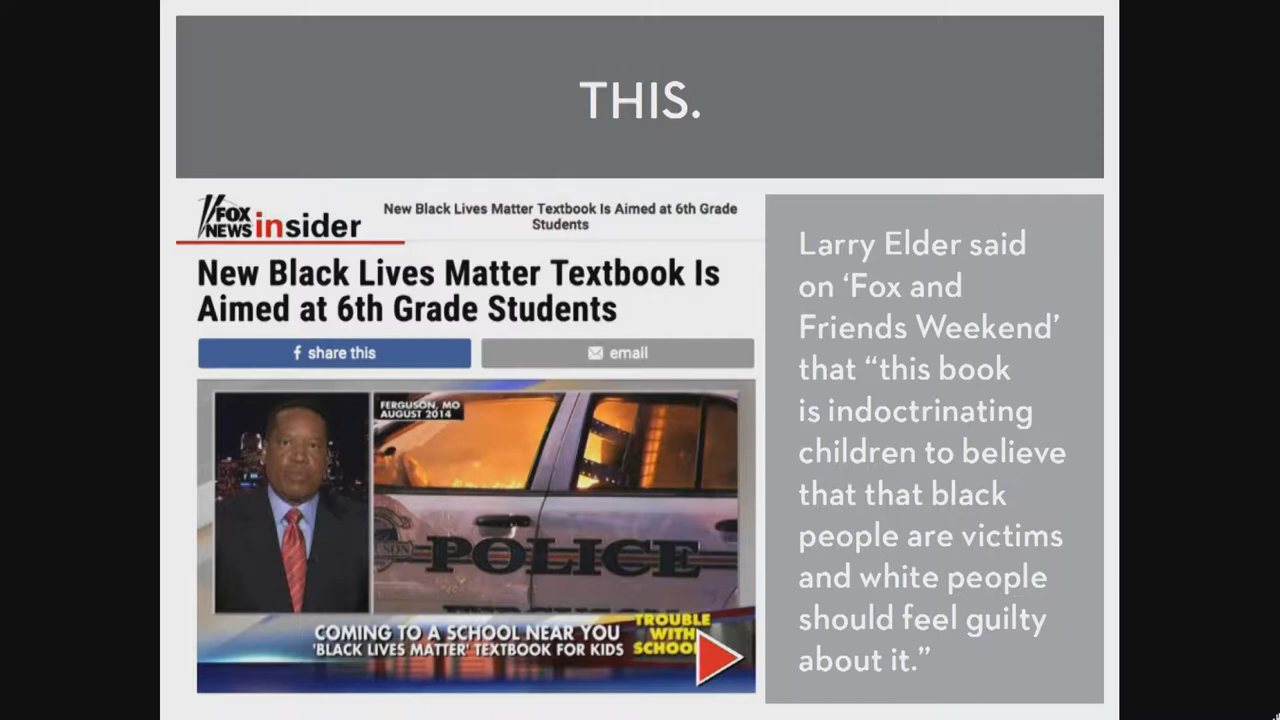 THIS.
FOX
NEWS
insider
New Black Lives Matter Textbook Is Aimed at 6th Grade
Students
New Black Lives Matter Textbook Is
Aimed at 6th Grade Students
f share this
email
FERGUSON, MO
AUGUST 2014
POLICE
COMING TO A SCHOOL NEAR YOU
'BLACK LIVES MATTER' TEXTBOOK FOR KIDS
TROUBLE
WITH
SCHOOL
Larry Elder said
on ‘Fox and
Friends Weekend’
that “this book
is indoctrinating
children to believe
that that black
people are victims
and white people
should feel guilty
about it.”